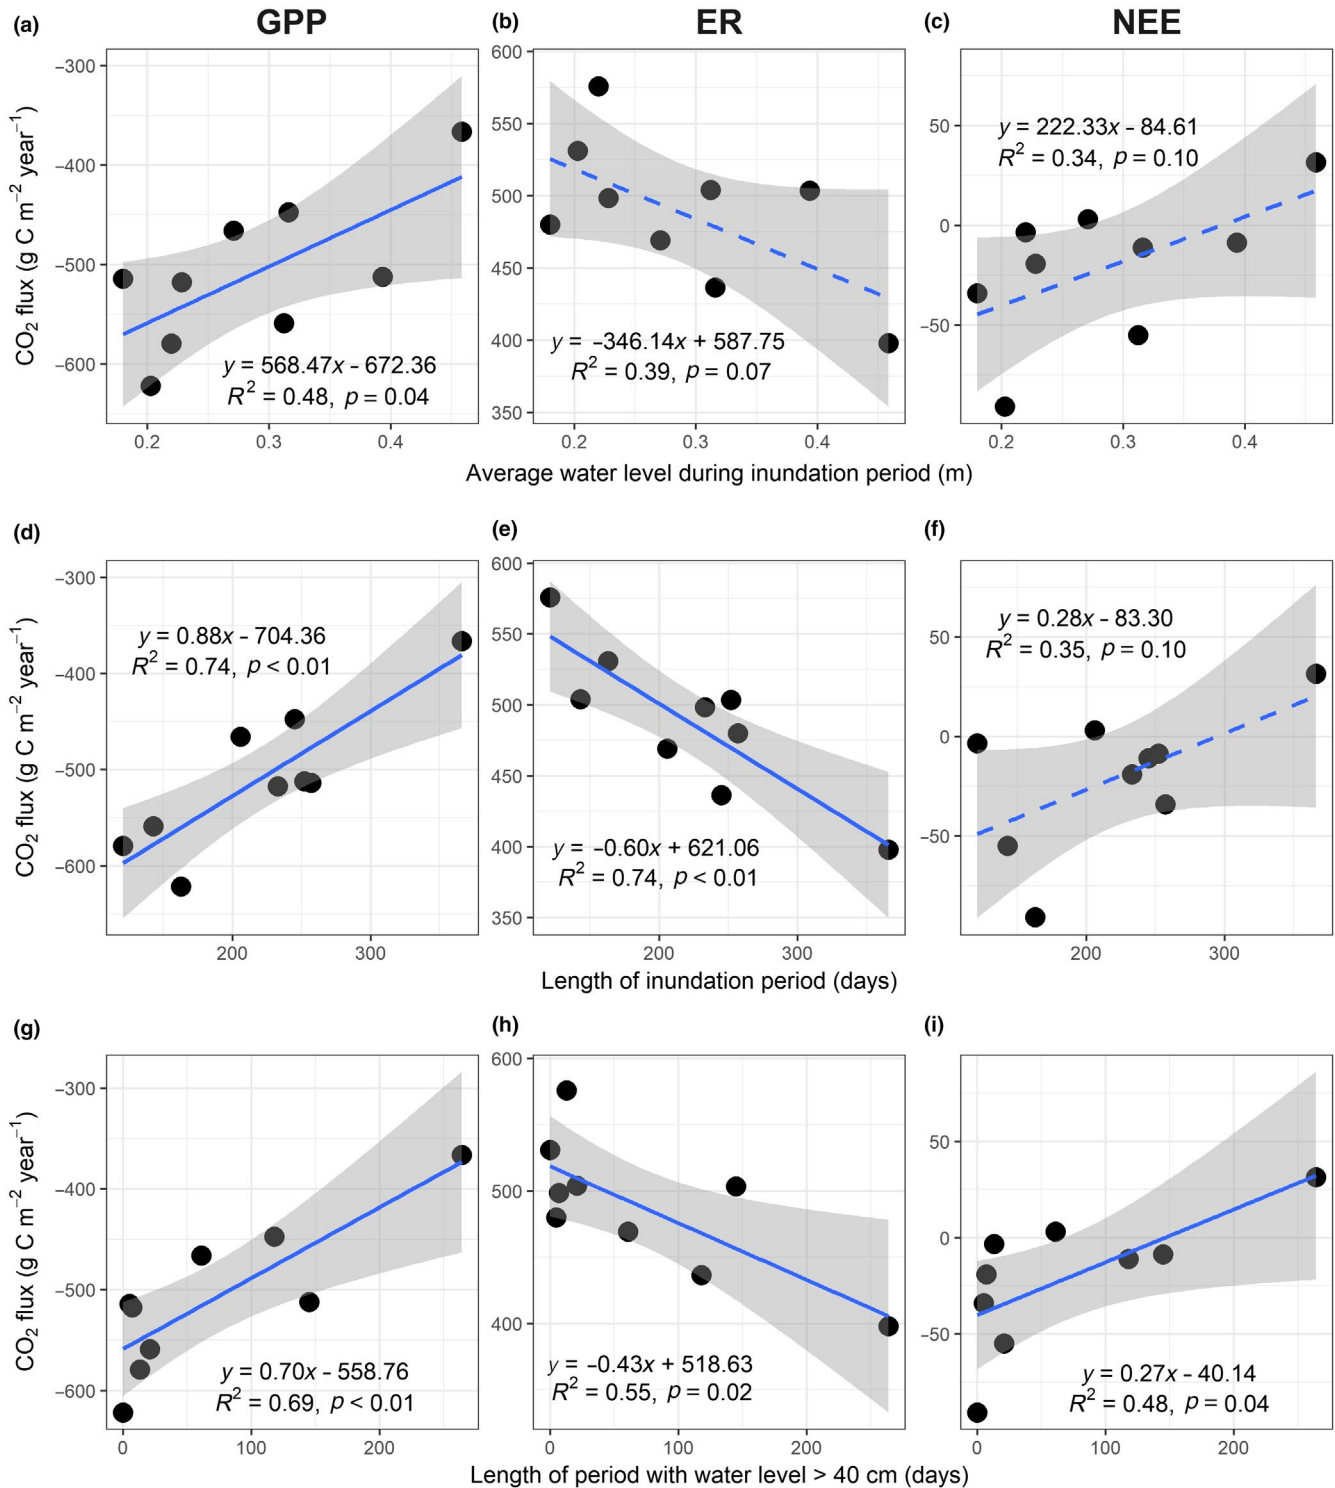 (a) GPP (b) ER (c) NEE
CO₂ flux (g C m⁻² year⁻¹)
−300
−400
−500
−600
y = 568.47x − 672.36
R² = 0.48, p = 0.04
0.2 0.3 0.4
600
550
500
450
400
350
y = −346.14x + 587.75
R² = 0.39, p = 0.07
0.2 0.3 0.4
50
0
−50
y = 222.33x − 84.61
R² = 0.34, p = 0.10
0.2 0.3 0.4
Average water level during inundation period (m)
(d) (e) (f)
CO₂ flux (g C m⁻² year⁻¹)
−300
−400
−500
−600
y = 0.88x − 704.36
R² = 0.74, p < 0.01
200 300
600
550
500
450
400
350
y = −0.60x + 621.06
R² = 0.74, p < 0.01
200 300
50
0
−50
y = 0.28x − 83.30
R² = 0.35, p = 0.10
200 300
Length of inundation period (days)
(g) (h) (i)
CO₂ flux (g C m⁻² year⁻¹)
−300
−400
−500
−600
y = 0.70x − 558.76
R² = 0.69, p < 0.01
0 100 200
600
500
400
y = −0.43x + 518.63
R² = 0.55, p = 0.02
0 100 200
50
0
−50
y = 0.27x − 40.14
R² = 0.48, p = 0.04
0 100 200
Length of period with water level > 40 cm (days)